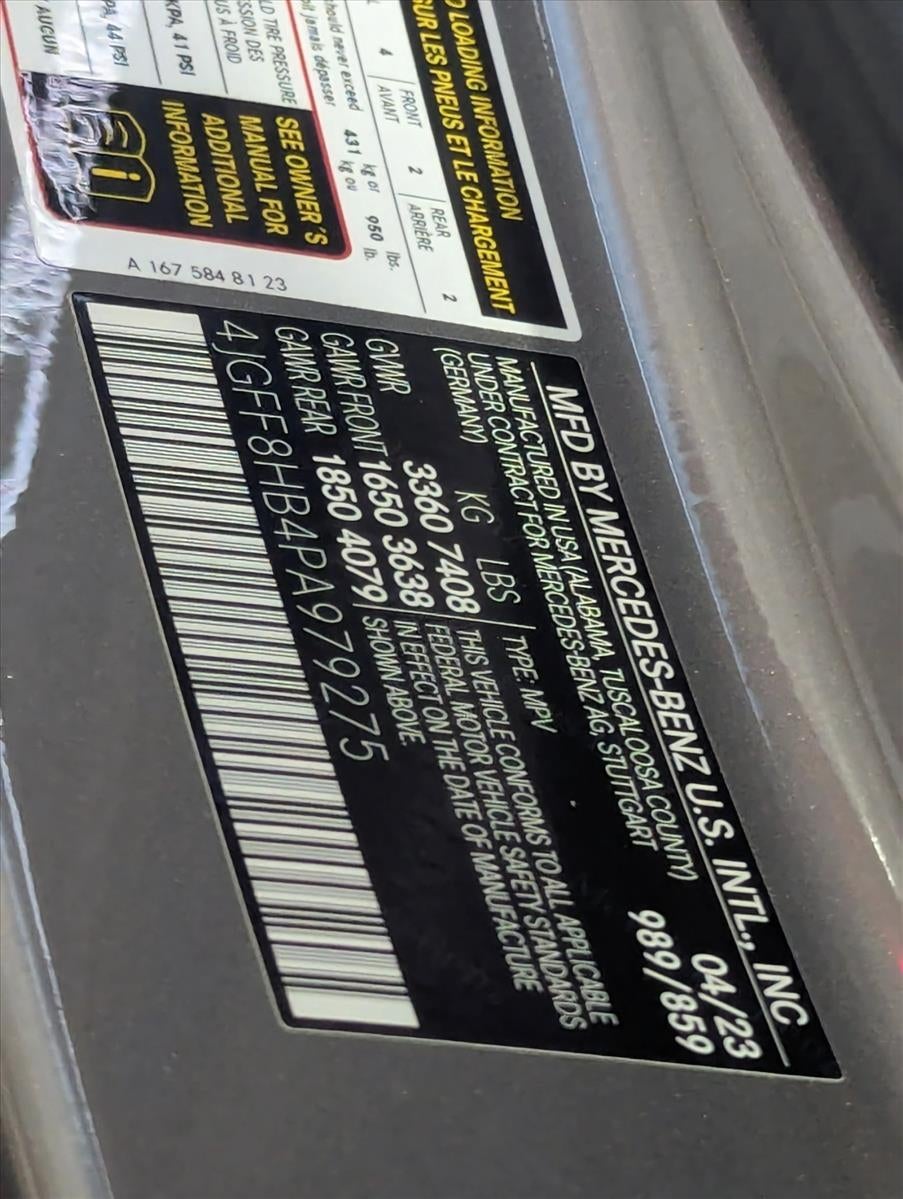 D LOADING INFORMATION
SUR LES PNEUS ET LE CHARGEMENT
4 FRONT 2 REAR 2
AVANT ARRIÈRE
should never exceed 431 kg or 950 lbs.
jamais dépasser kg ou lb.
LD TIRE PRESSURE
SSION DES
US À FROID
KPA, 41 PSI
PA, 44 PSI
AUCUN
SEE OWNER'S
MANUAL FOR
ADDITIONAL
INFORMATION
A 167 584 81 23
MFD BY MERCEDES-BENZ U.S. INTL., INC
MANUFACTURED IN USA (ALABAMA, TUSCALOOSA COUNTY) 04/23
UNDER CONTRACT FOR MERCEDES-BENZ AG, STUTTGART 989/859
(GERMANY) KG LBS TYPE: MPV
GVWR 3360 7408 THIS VEHICLE CONFORMS TO ALL APPLICABLE
GAWR FRONT 1650 3638 FEDERAL MOTOR VEHICLE SAFETY STANDARDS
GAWR REAR 1850 4079 IN EFFECT ON THE DATE OF MANUFACTURE
SHOWN ABOVE
4JGFF8HB4PA979275